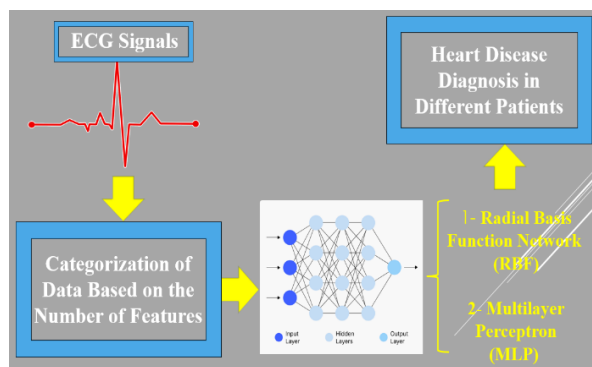 ECG Signals
Heart Disease
Diagnosis in
Different Patients
Categorization of
Data Based on the
Number of Features
Input
Layer
Hidden
Layers
Output
Layer
1- Radial Basis
Function Network
(RBF)
2- Multilayer
Perceptron
(MLP)